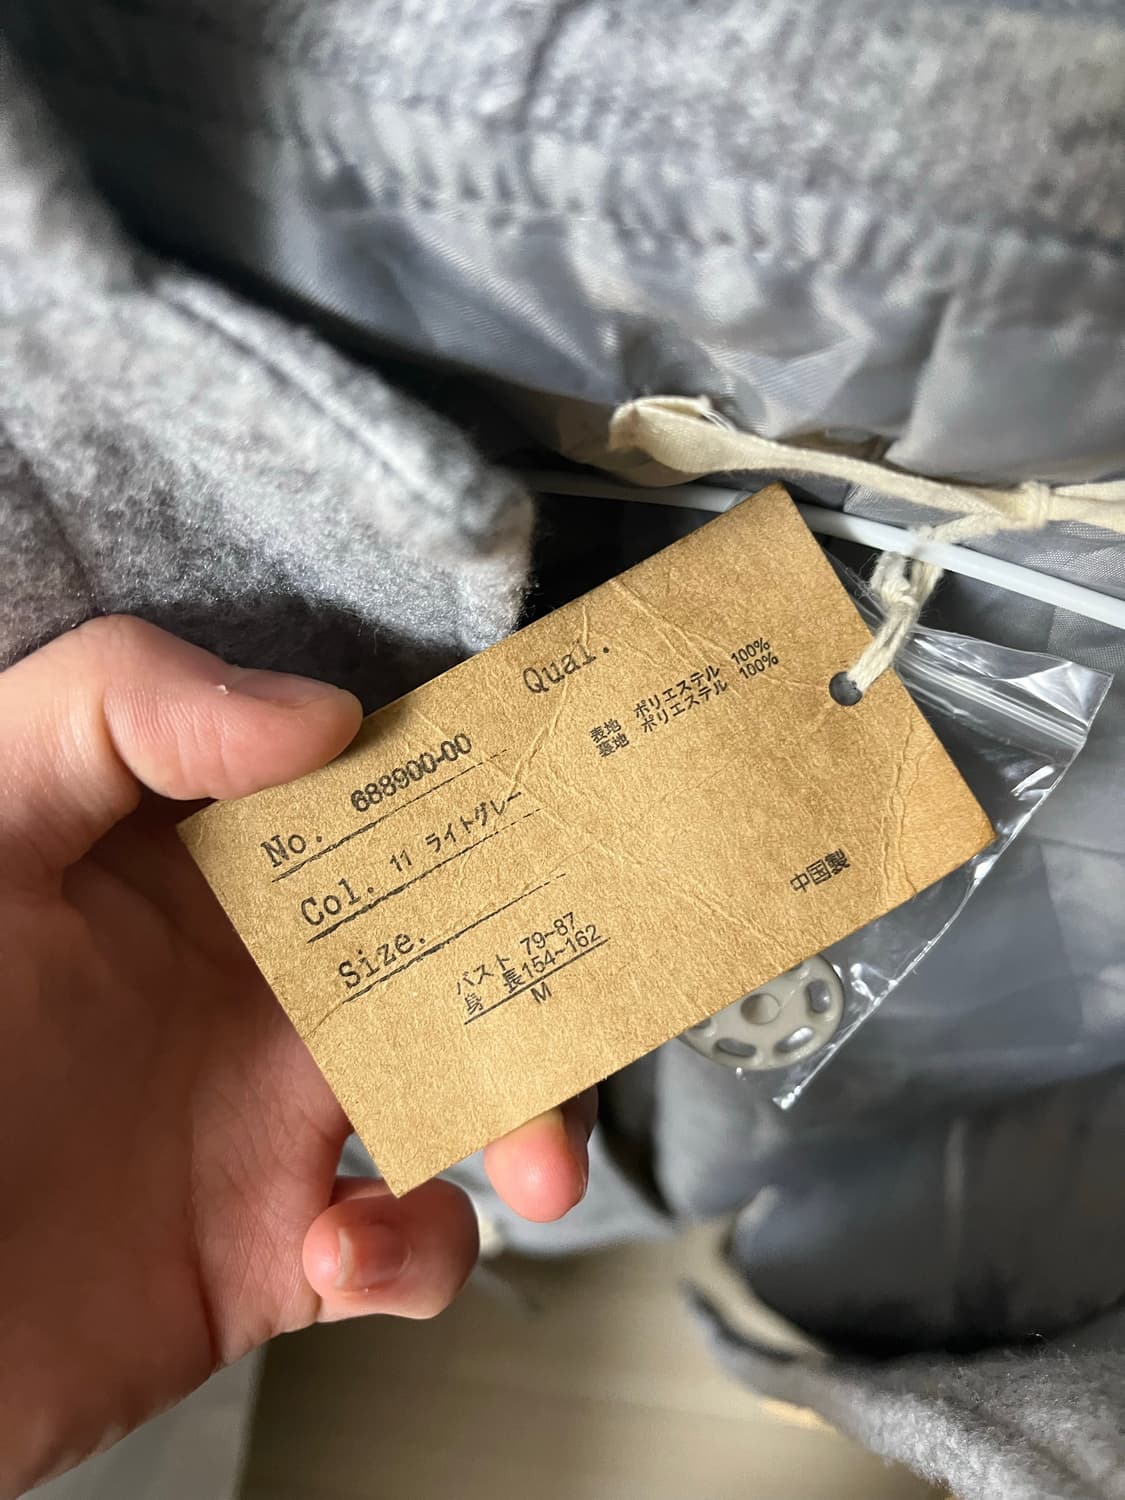 No. 688900-00
Col. 11 ライトグレー
Size.
バスト 79~87
身 長154~162
M
Qual.
表地 ポリエステル 100%
裏地 ポリエステル 100%
中国製